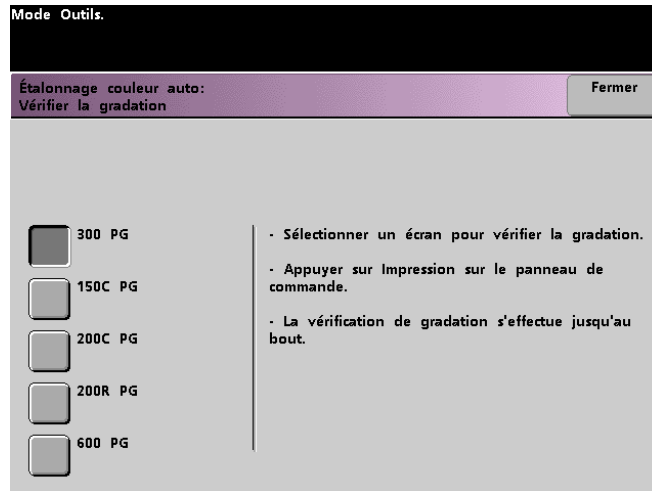 Mode Outils.
Étalonnage couleur auto:
Vérifier la gradation
Fermer
300 PG
150C PG
200C PG
200R PG
600 PG
- Sélectionner un écran pour vérifier la gradation.
- Appuyer sur Impression sur le panneau de
commande.
- La vérification de gradation s'effectue jusqu'au
bout.